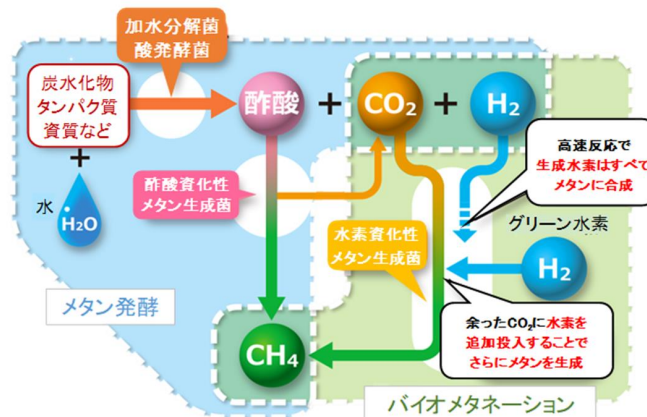 加水分解菌
酸発酵菌
炭水化物
タンパク質
資質など
酢酸
+
CO₂
+
H₂
+
水
H₂O
高速反応で
生成水素はすべて
メタンに合成
酢酸資化性
メタン生成菌
水素資化性
メタン生成菌
グリーン水素
H₂
メタン発酵
余ったCO₂に水素を
追加投入することで
さらにメタンを生成
CH₄
バイオメタネーション